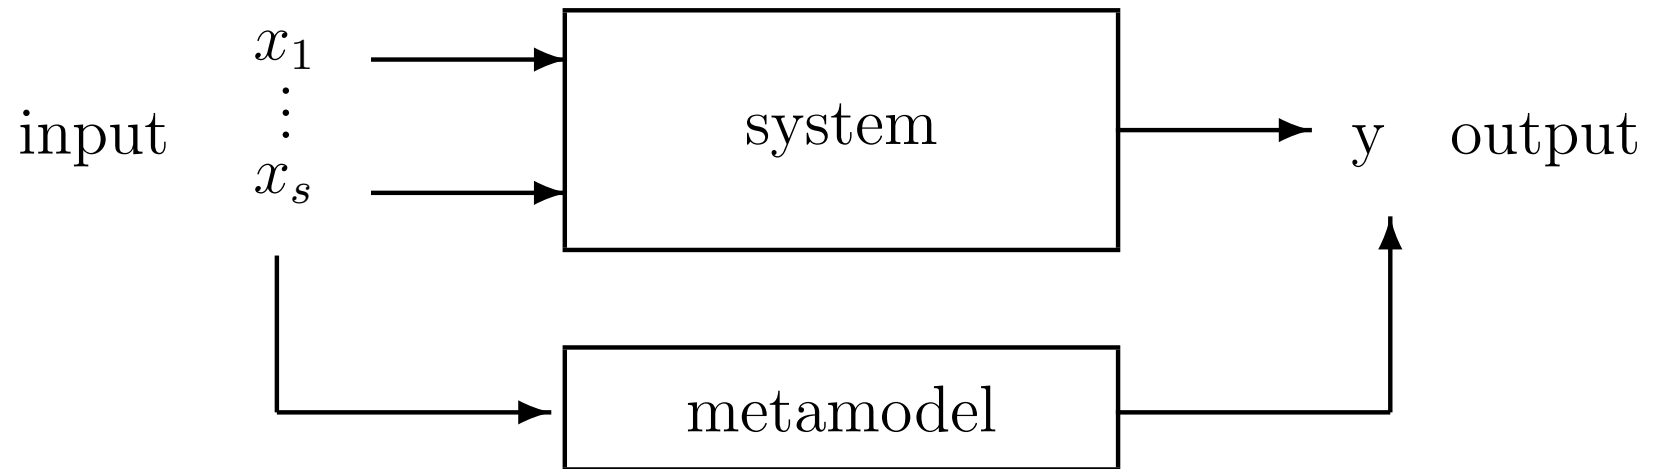 x₁
⋮
input
xₛ
system
y
output
metamodel